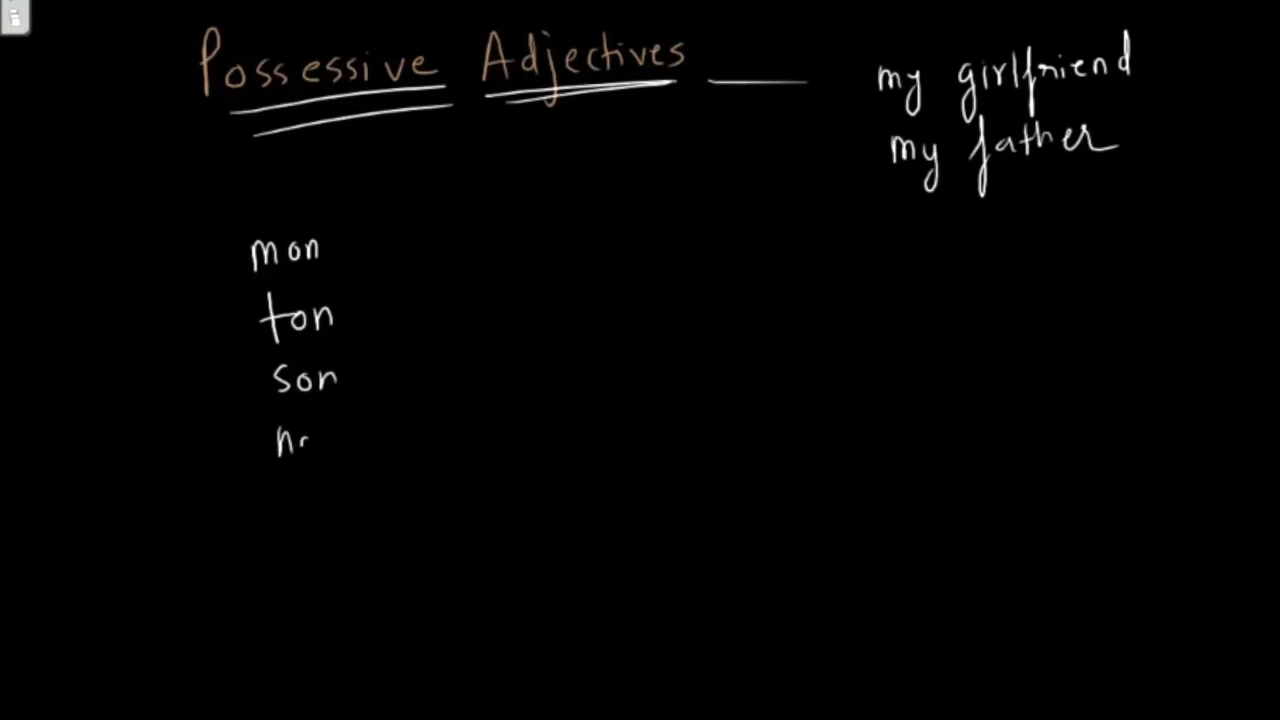 Possessive Adjectives
my girlfriend
my father
mon
ton
son